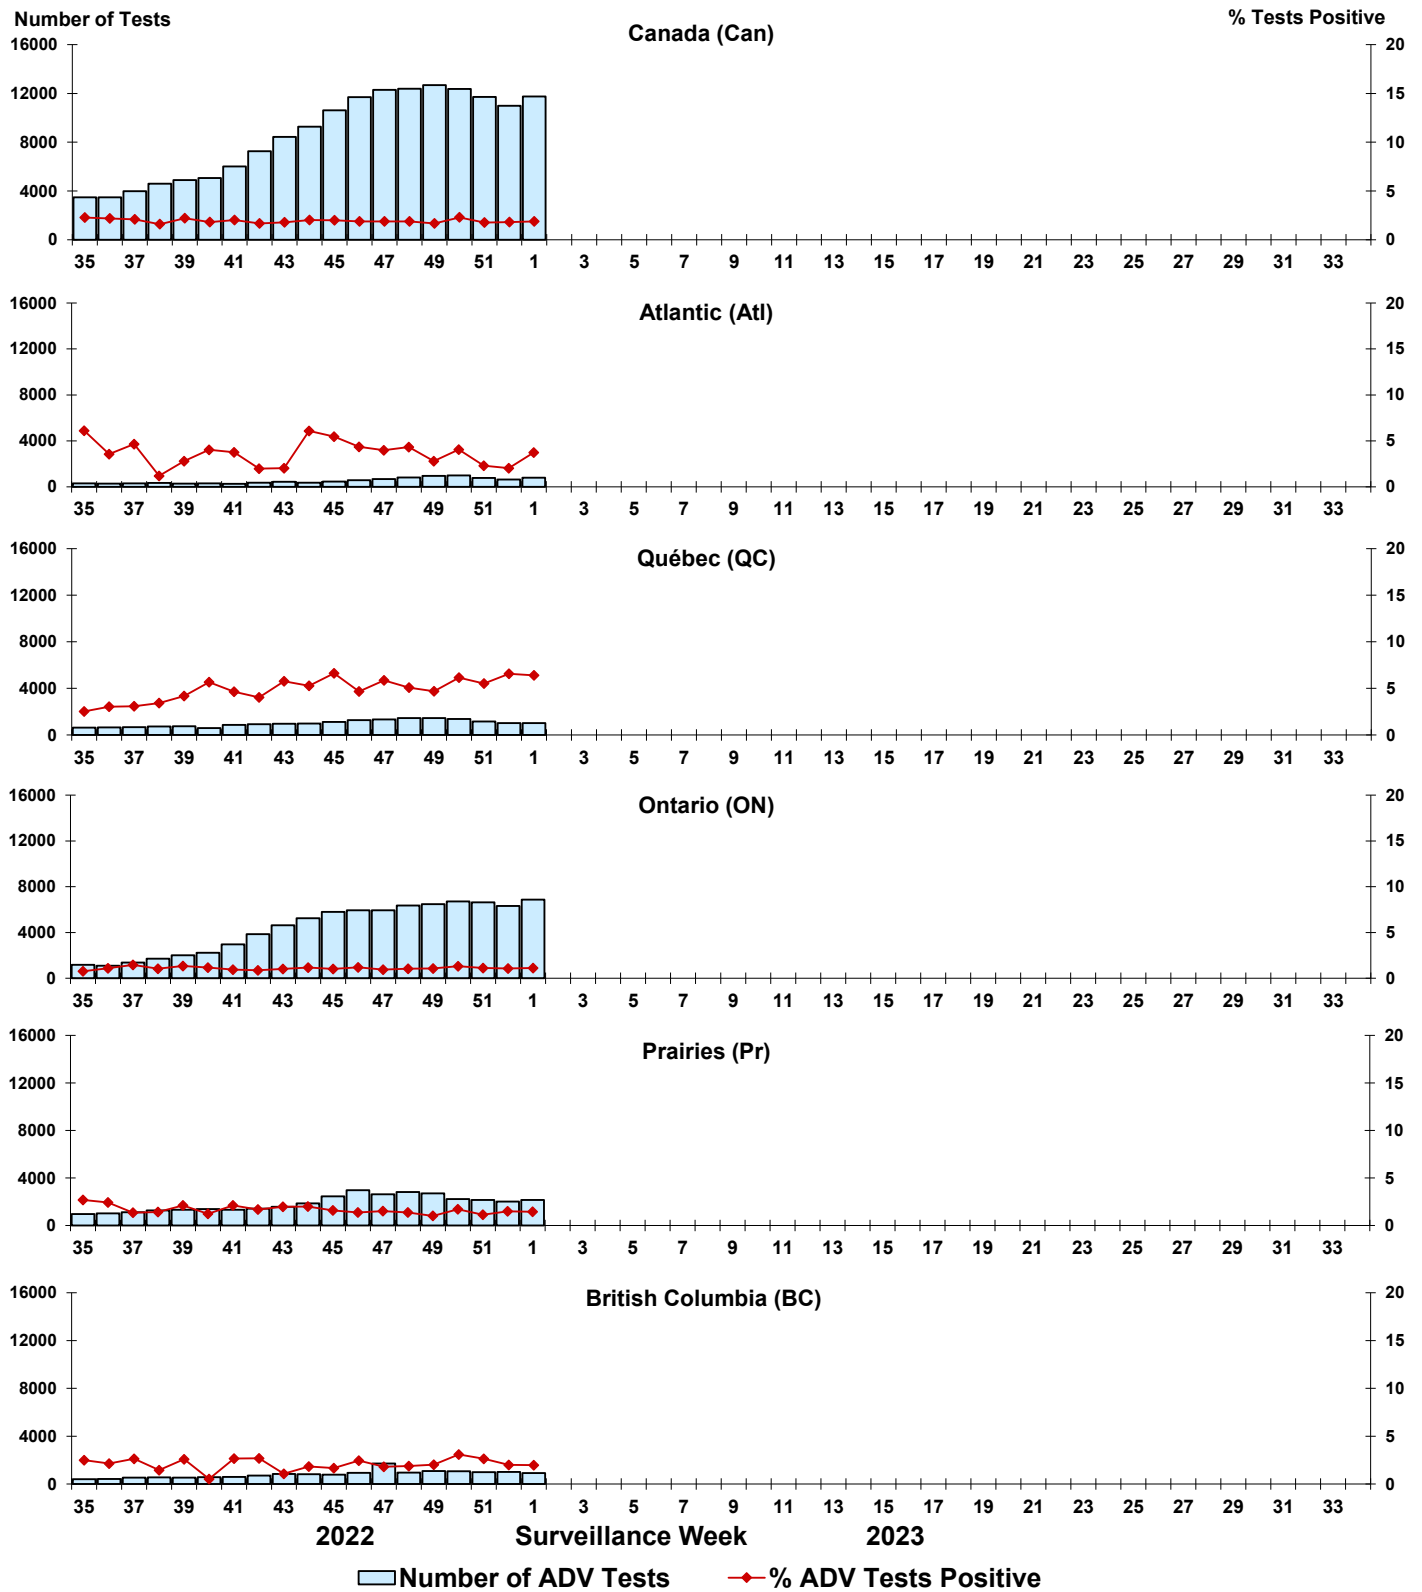 Number of Tests
% Tests Positive
Canada (Can)
16000 20
12000 15
8000 10
4000 5
0 0
35 37 39 41 43 45 47 49 51 1 3 5 7 9 11 13 15 17 19 21 23 25 27 29 31 33
Atlantic (Atl)
16000 20
12000 15
8000 10
4000 5
0 0
35 37 39 41 43 45 47 49 51 1 3 5 7 9 11 13 15 17 19 21 23 25 27 29 31 33
Québec (QC)
16000 20
12000 15
8000 10
4000 5
0 0
35 37 39 41 43 45 47 49 51 1 3 5 7 9 11 13 15 17 19 21 23 25 27 29 31 33
Ontario (ON)
16000 20
12000 15
8000 10
4000 5
0 0
35 37 39 41 43 45 47 49 51 1 3 5 7 9 11 13 15 17 19 21 23 25 27 29 31 33
Prairies (Pr)
16000 20
12000 15
8000 10
4000 5
0 0
35 37 39 41 43 45 47 49 51 1 3 5 7 9 11 13 15 17 19 21 23 25 27 29 31 33
British Columbia (BC)
16000 20
12000 15
8000 10
4000 5
0 0
35 37 39 41 43 45 47 49 51 1 3 5 7 9 11 13 15 17 19 21 23 25 27 29 31 33
2022 Surveillance Week 2023
Number of ADV Tests % ADV Tests Positive